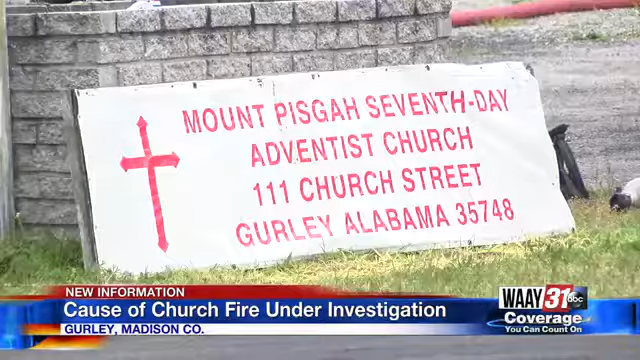 MOUNT PISGAH SEVENTH-DAY
ADVENTIST CHURCH
111 CHURCH STREET
GURLEY ALABAMA 35748
NEW INFORMATION
Cause of Church Fire Under Investigation
GURLEY, MADISON CO.
WAAY 31 abc
Coverage
You Can Count On